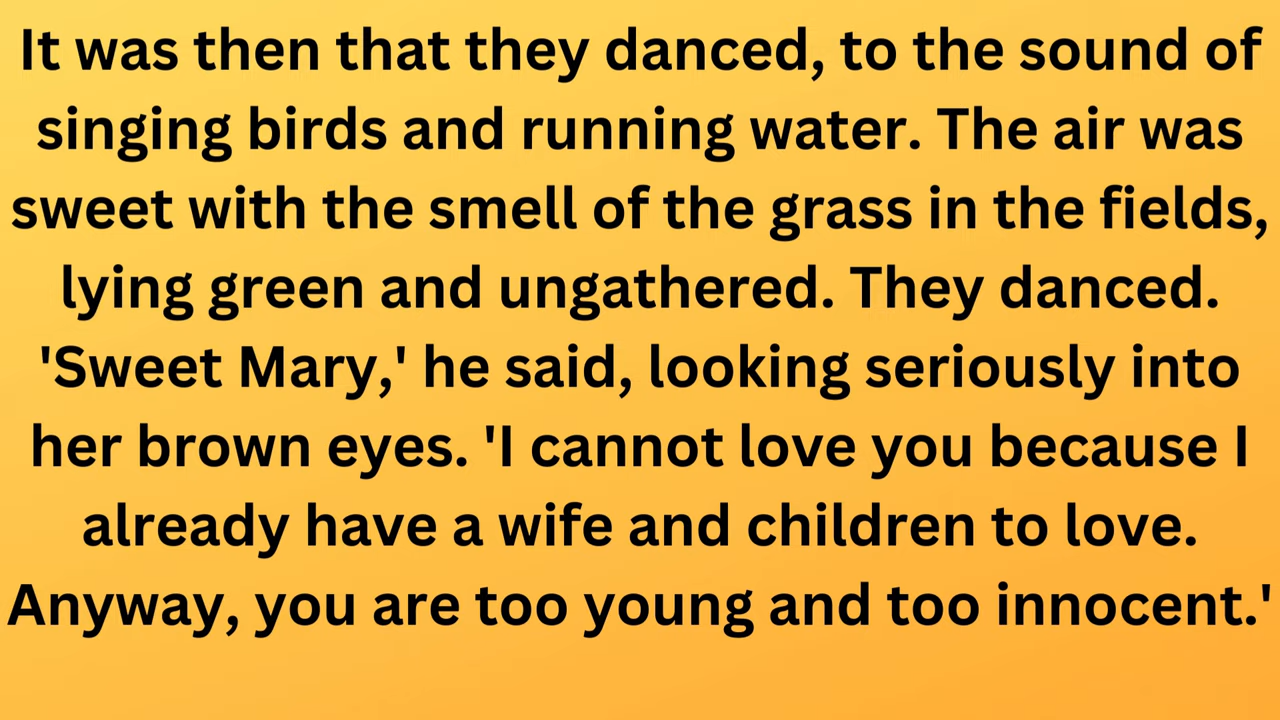 It was then that they danced, to the sound of
singing birds and running water. The air was
sweet with the smell of the grass in the fields,
lying green and ungathered. They danced.
'Sweet Mary,' he said, looking seriously into
her brown eyes. 'I cannot love you because I
already have a wife and children to love.
Anyway, you are too young and too innocent.'